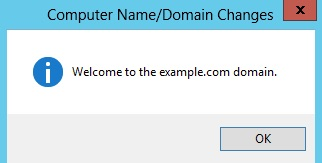 Computer Name/Domain Changes
x
Welcome to the example.com domain.
OK